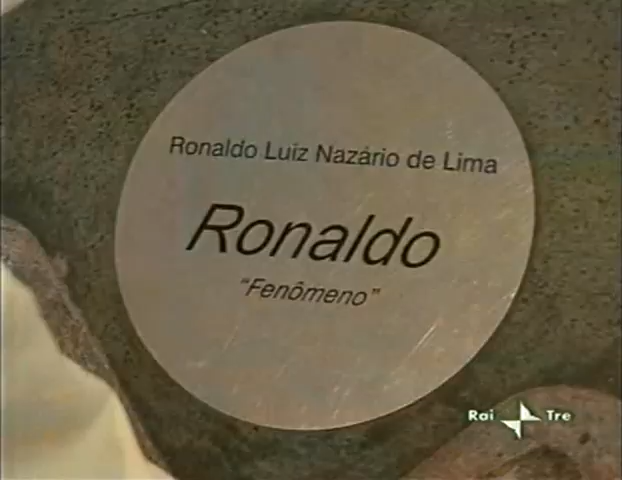 Ronaldo Luiz Nazário de Lima
Ronaldo
"Fenômeno"
Rai Tre